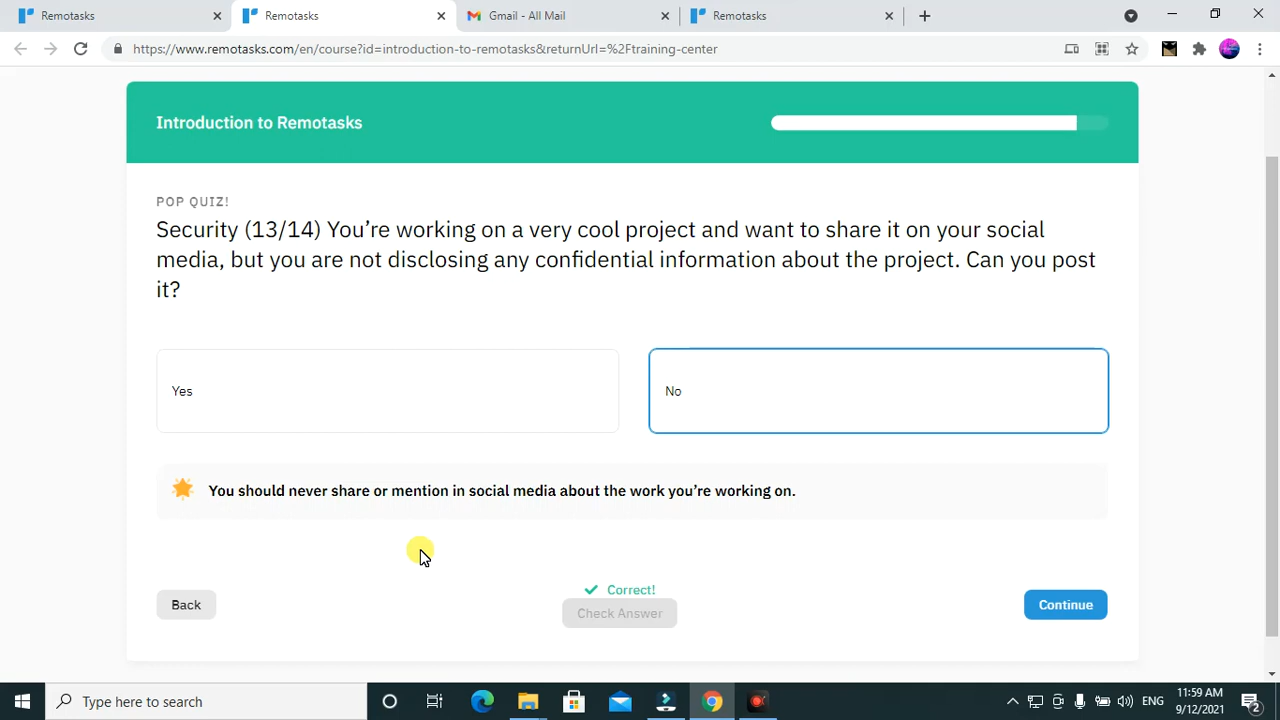 Remotasks
Remotasks
Gmail - All Mail
Remotasks
https://www.remotasks.com/en/course?id=introduction-to-remotasks&returnUrl=%2Ftraining-center
Introduction to Remotasks
POP QUIZ!
Security (13/14) You’re working on a very cool project and want to share it on your social
media, but you are not disclosing any confidential information about the project. Can you post
it?
Yes
No
You should never share or mention in social media about the work you’re working on.
Correct!
Back
Check Answer
Continue
Type here to search
ENG
11:59 AM
9/12/2021
2